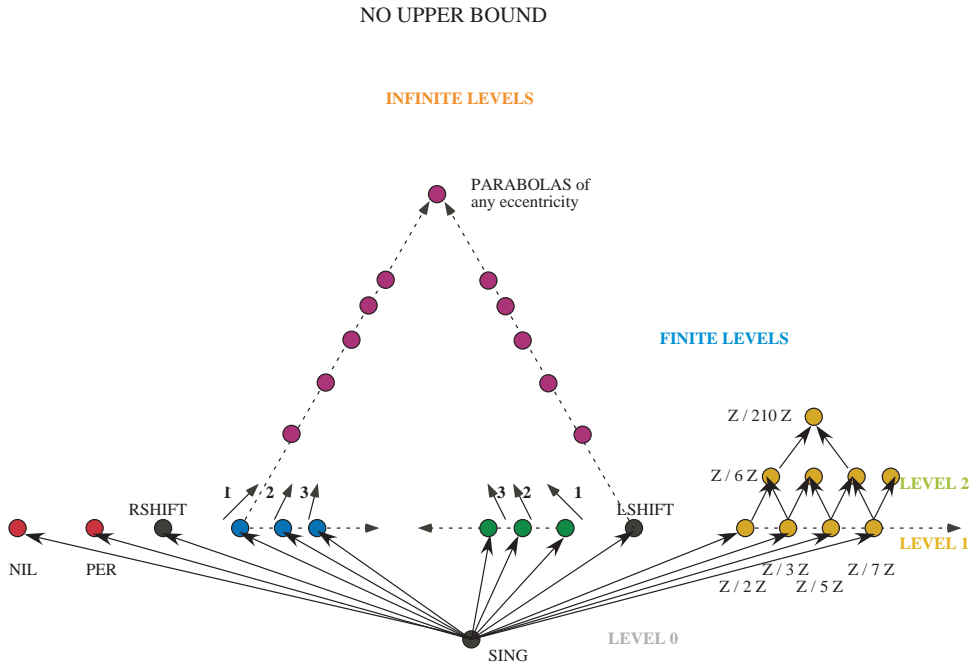 NO UPPER BOUND
INFINITE LEVELS
PARABOLAS of
any eccentricity
FINITE LEVELS
Z / 210 Z
Z / 6 Z
LEVEL 2
1
2
3
3
2
1
RSHIFT
LSHIFT
LEVEL 1
NIL
PER
Z / 3 Z
Z / 7 Z
Z / 2 Z
Z / 5 Z
LEVEL 0
SING